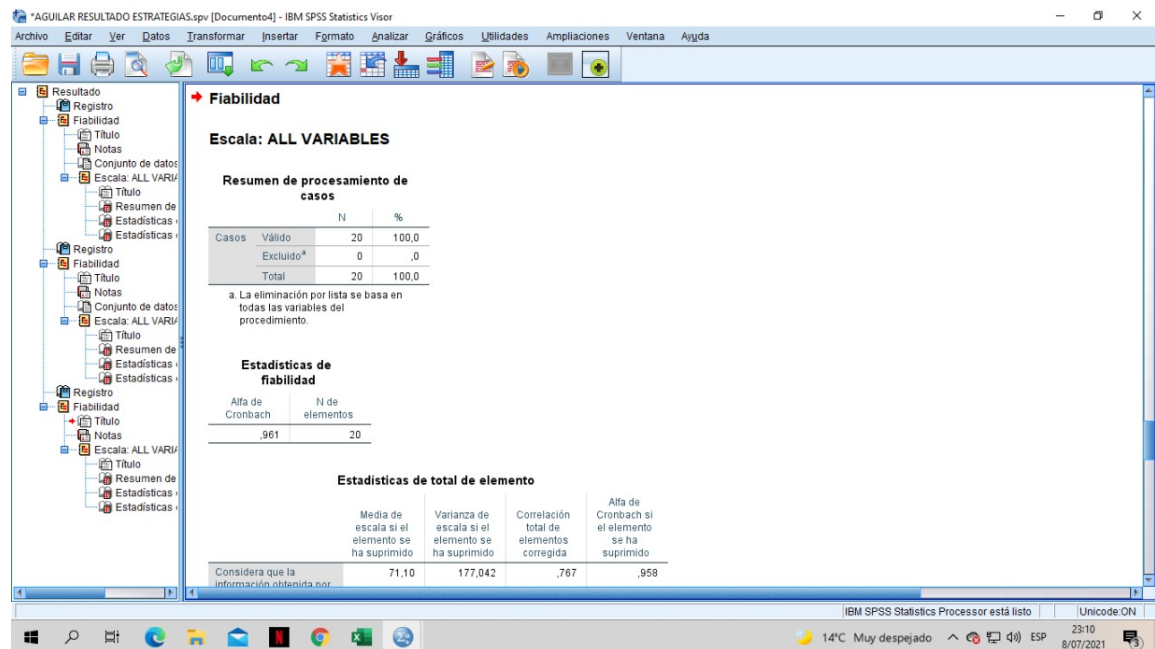 *AGUILAR RESULTADO ESTRATEGIAS.spv [Documento4] - IBM SPSS Statistics Visor
Archivo Editar Ver Datos Transformar Insertar Formato Analizar Gráficos Utilidades Ampliaciones Ventana Ayuda
Resultado
Registro
Fiabilidad
Título
Notas
Conjunto de datos
Escala: ALL VARIA
Título
Resumen de
Estadísticas
Estadísticas
Registro
Fiabilidad
Título
Notas
Conjunto de datos
Escala: ALL VARIA
Título
Resumen de
Estadísticas
Estadísticas
Registro
Fiabilidad
Título
Notas
Escala: ALL VARIA
Título
Resumen de
Estadísticas
Estadísticas
Fiabilidad
Escala: ALL VARIABLES
Resumen de procesamiento de
casos
N %
Casos Válido 20 100,0
Excluido^a 0 ,0
Total 20 100,0
a. La eliminación por lista se basa en
todas las variables del
procedimiento.
Estadísticas de
fiabilidad
Alfa de N de
Cronbach elementos
,961 20
Estadísticas de total de elemento
Alfa de
Media de Varianza de Correlación Cronbach si
escala si el escala si el total de el elemento
elemento se elemento se elementos se ha
ha suprimido ha suprimido corregida suprimido
Considera que la 71,10 177,042 ,767 ,958
información obtenida por
IBM SPSS Statistics Processor está listo Unicode:ON
14°C Muy despejado ESP 23:10
8/07/2021 3